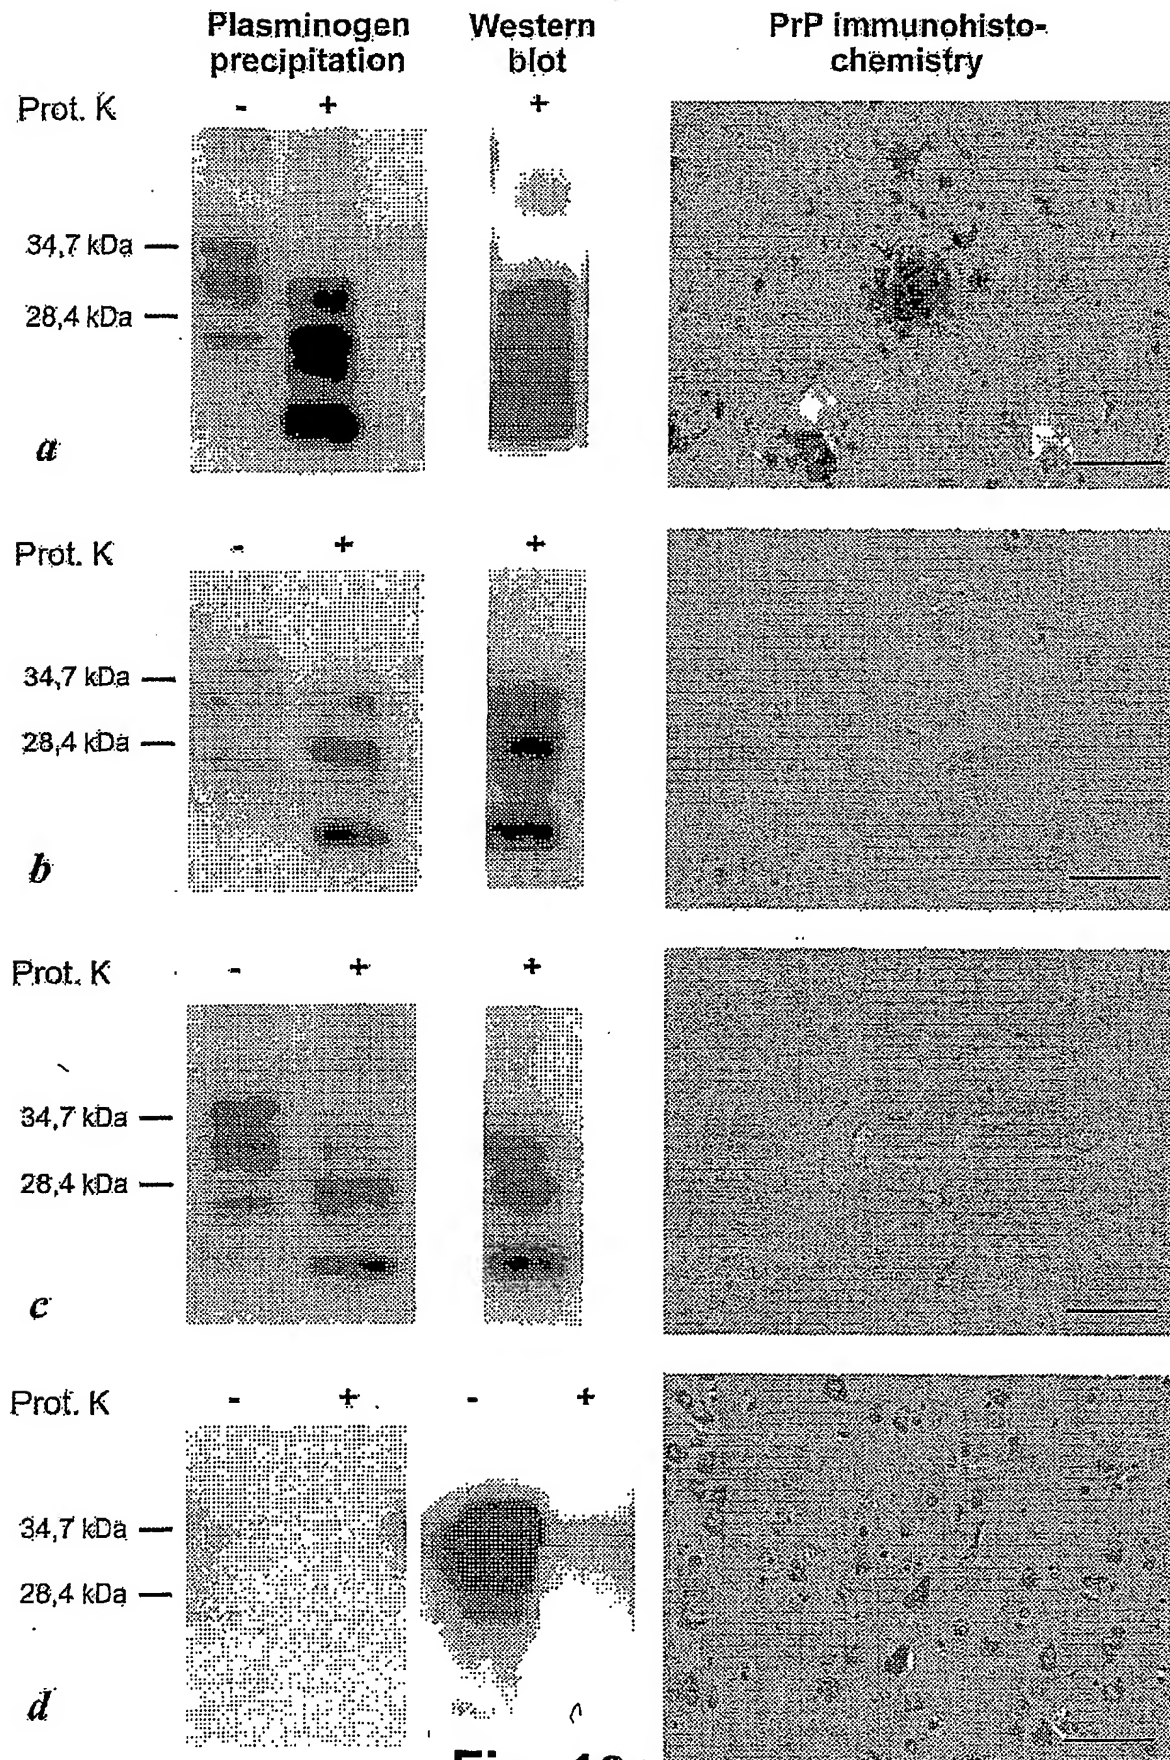 Plasminogen precipitation
Western blot
PrP immunohisto-
chemistry
Prot. K - + +
34,7 kDa
28,4 kDa
a
Prot. K - + +
34,7 kDa
28,4 kDa
b
Prot. K - + +
34,7 kDa
28,4 kDa
c
Prot. K - + - +
34,7 kDa
28,4 kDa
d